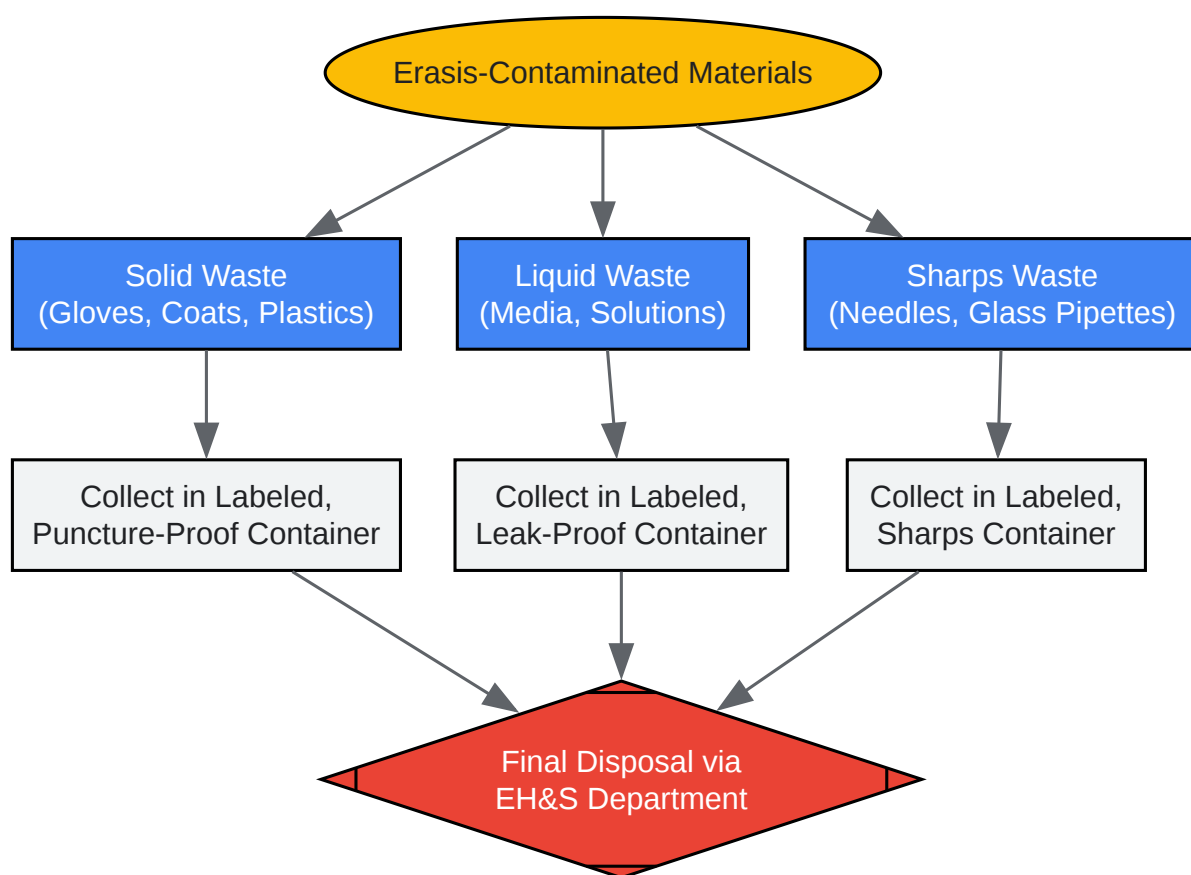 Erasis-Contaminated Materials
Solid Waste
(Gloves, Coats, Plastics)
Liquid Waste
(Media, Solutions)
Sharps Waste
(Needles, Glass Pipettes)
Collect in Labeled,
Puncture-Proof Container
Collect in Labeled,
Leak-Proof Container
Collect in Labeled,
Sharps Container
Final Disposal via
EH&S Department